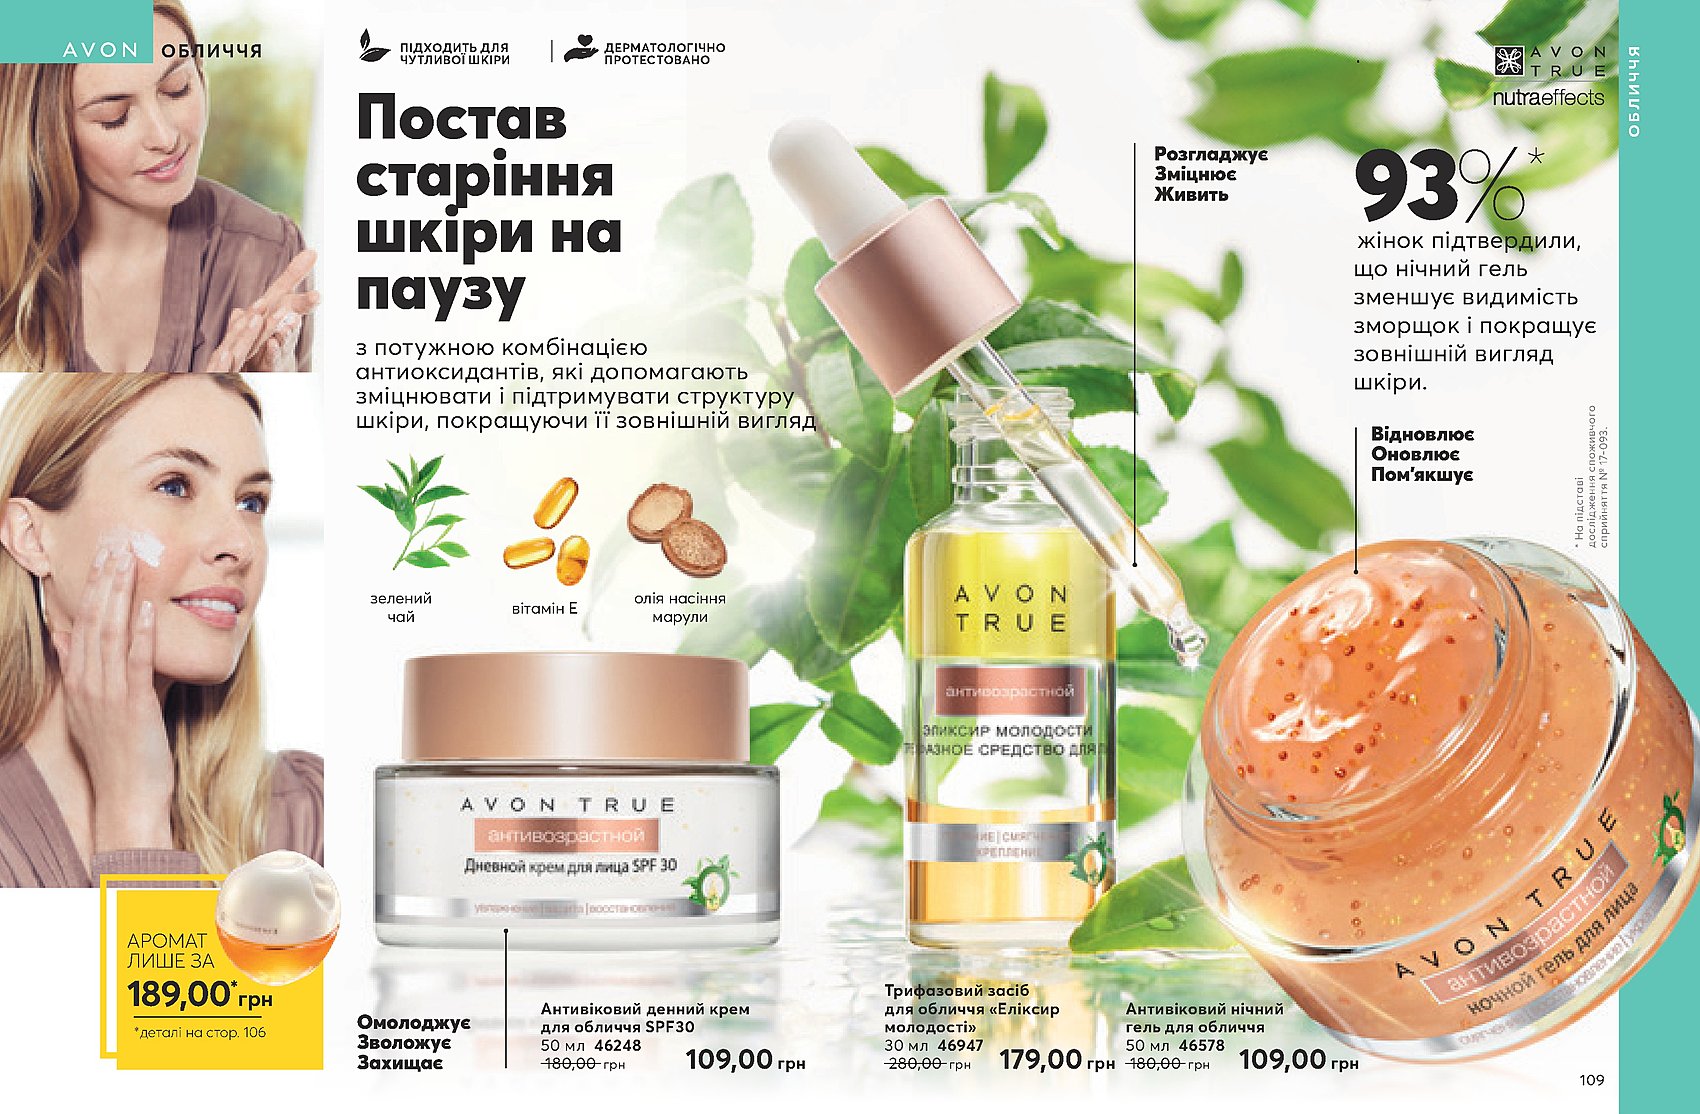 AVON ОБЛИЧЧЯ
ПІДХОДИТЬ ДЛЯ
ЧУТЛИВОЇ ШКІРИ
ДЕРМАТОЛОГІЧНО
ПРОТЕСТОВАНО
Постав
старіння
шкіри на
паузу
з потужною комбінацією
антиоксидантів, які допомагають
зміцнювати і підтримувати структуру
шкіри, покращуючи її зовнішній вигляд
зелений
чай
вітамін Е
олія насіння
марули
AVON TRUE
антивозрастной
Дневной крем для лица SPF 30
увлажнение|защита|восстановление
АРОМАТ
ЛИШЕ ЗА
189,00* грн
*деталі на стор. 106
Омолоджує
Зволожує
Захищає
Антивіковий денний крем
для обличчя SPF30
50 мл 46248
180,00 грн
109,00 грн
AVON
TRUE
антивозрастной
ЭЛИКСИР МОЛОДОСТИ
СРЕДСТВО ДЛЯ
Трифазовий засіб
для обличчя «Еліксир
молодості»
30 мл 46947
280,00 грн
179,00 грн
Розгладжує
Зміцнює
Живить
AVON
TRUE
nutraeffects
93%*
жінок підтвердили,
що нічний гель
зменшує видимість
зморщок і покращує
зовнішній вигляд
шкіри.
Відновлює
Оновлює
Пом'якшує
* На підставі
дослідження споживчого
сприйняття № 17-093.
AVON TRUE
антивозрастной
ночной гель для лица
Антивіковий нічний
гель для обличчя
50 мл 46578
180,00 грн
109,00 грн
ОБЛИЧЧЯ
109